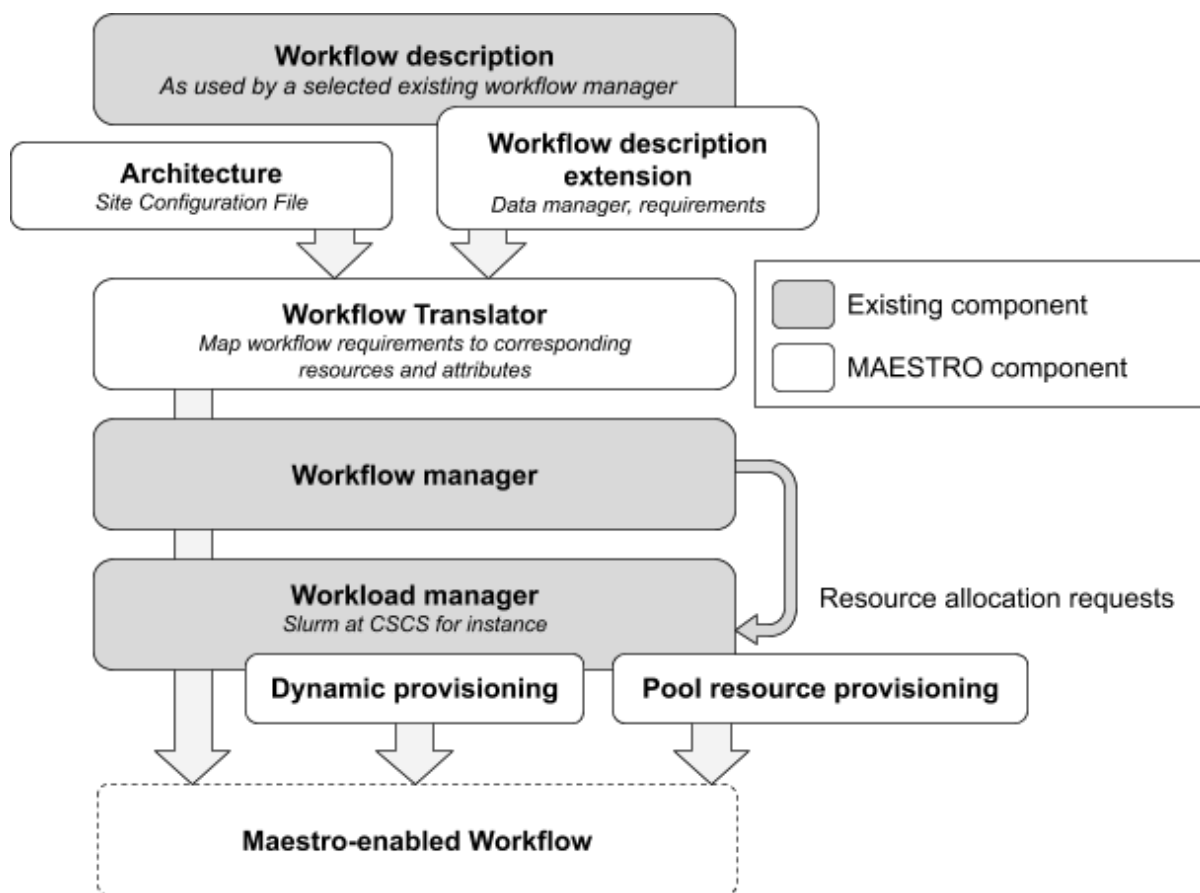 Workflow description
As used by a selected existing workflow manager
Workflow description
extension
Data manager, requirements
Architecture
Site Configuration File
Workflow Translator
Map workflow requirements to corresponding
resources and attributes
Existing component
MAESTRO component
Workflow manager
Workload manager
Slurm at CSCS for instance
Resource allocation requests
Dynamic provisioning
Pool resource provisioning
Maestro-enabled Workflow